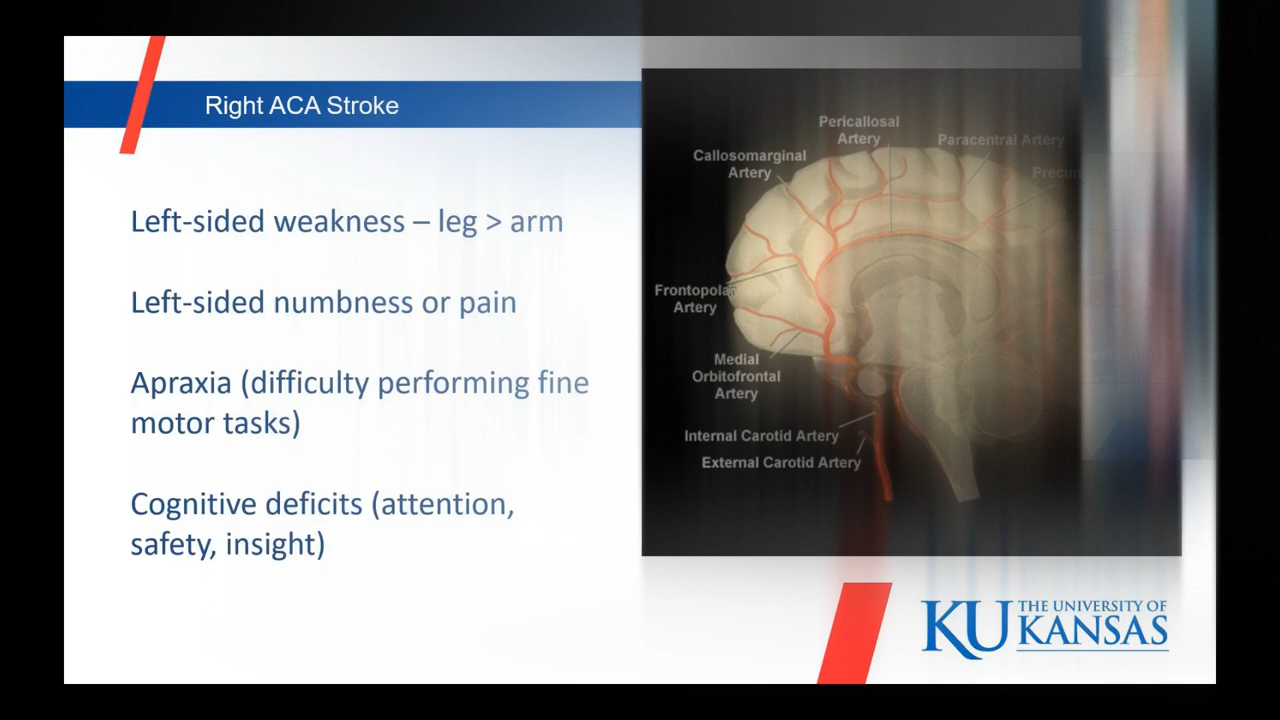 Right ACA Stroke
Left-sided weakness – leg > arm
Left-sided numbness or pain
Apraxia (difficulty performing fine
motor tasks)
Cognitive deficits (attention,
safety, insight)
Pericallosal
Artery
Paracentral Artery
Callosomarginal
Artery
Frontopolar
Artery
Medial
Orbitofrontal
Artery
Internal Carotid Artery
External Carotid Artery
KU THE UNIVERSITY OF
KANSAS